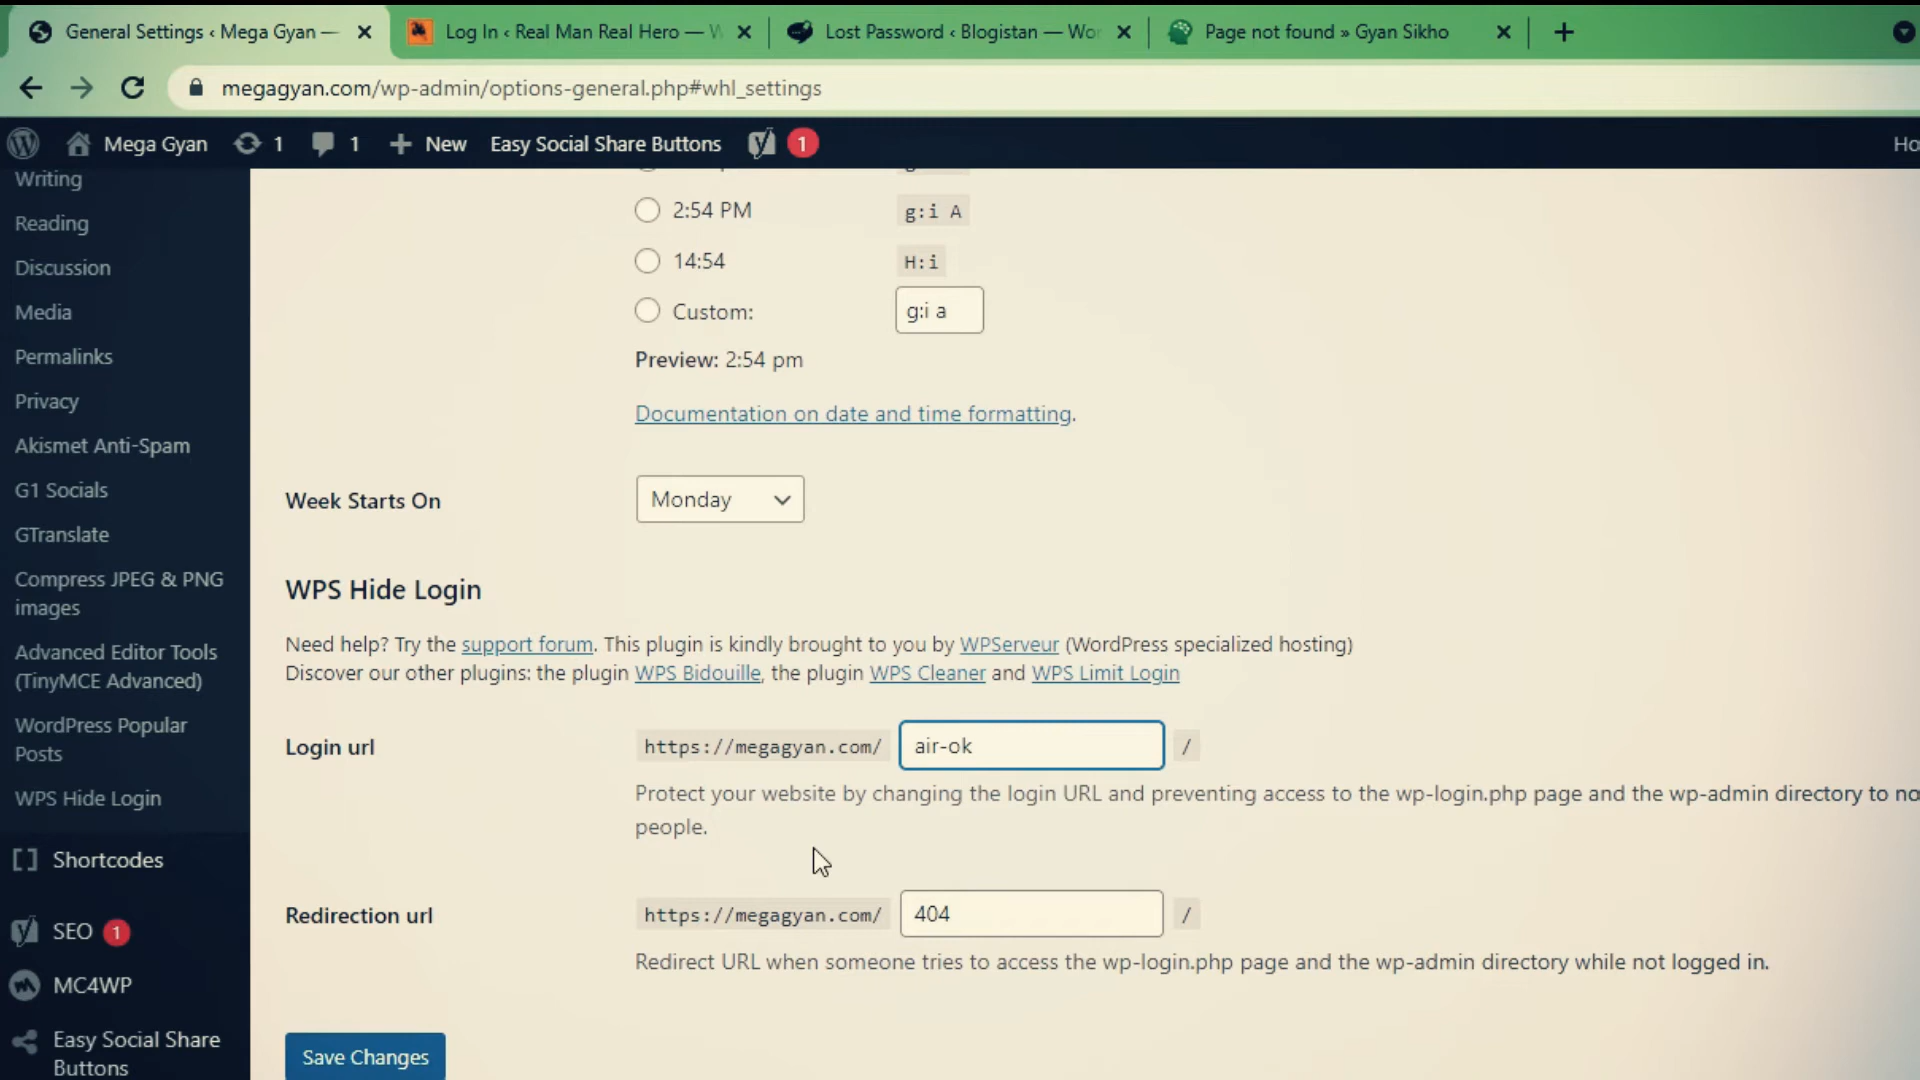 General Settings ‹ Mega Gyan —
Log In ‹ Real Man Real Hero —
Lost Password ‹ Blogistan —
Page not found » Gyan Sikho
megagyan.com/wp-admin/options-general.php#whl_settings
Mega Gyan 1 1 New Easy Social Share Buttons 1
Writing
Reading
Discussion
Media
Permalinks
Privacy
Akismet Anti-Spam
G1 Socials
GTranslate
Compress JPEG & PNG
images
Advanced Editor Tools
(TinyMCE Advanced)
WordPress Popular
Posts
WPS Hide Login
Shortcodes
SEO 1
MC4WP
Easy Social Share
Buttons
2:54 PM g:i A
14:54 H:i
Custom: g:i a
Preview: 2:54 pm
Documentation on date and time formatting.
Week Starts On Monday
WPS Hide Login
Need help? Try the support forum. This plugin is kindly brought to you by WPServeur (WordPress specialized hosting)
Discover our other plugins: the plugin WPS Bidouille, the plugin WPS Cleaner and WPS Limit Login
Login url https://megagyan.com/ air-ok /
Protect your website by changing the login URL and preventing access to the wp-login.php page and the wp-admin directory to
people.
Redirection url https://megagyan.com/ 404 /
Redirect URL when someone tries to access the wp-login.php page and the wp-admin directory while not logged in.
Save Changes